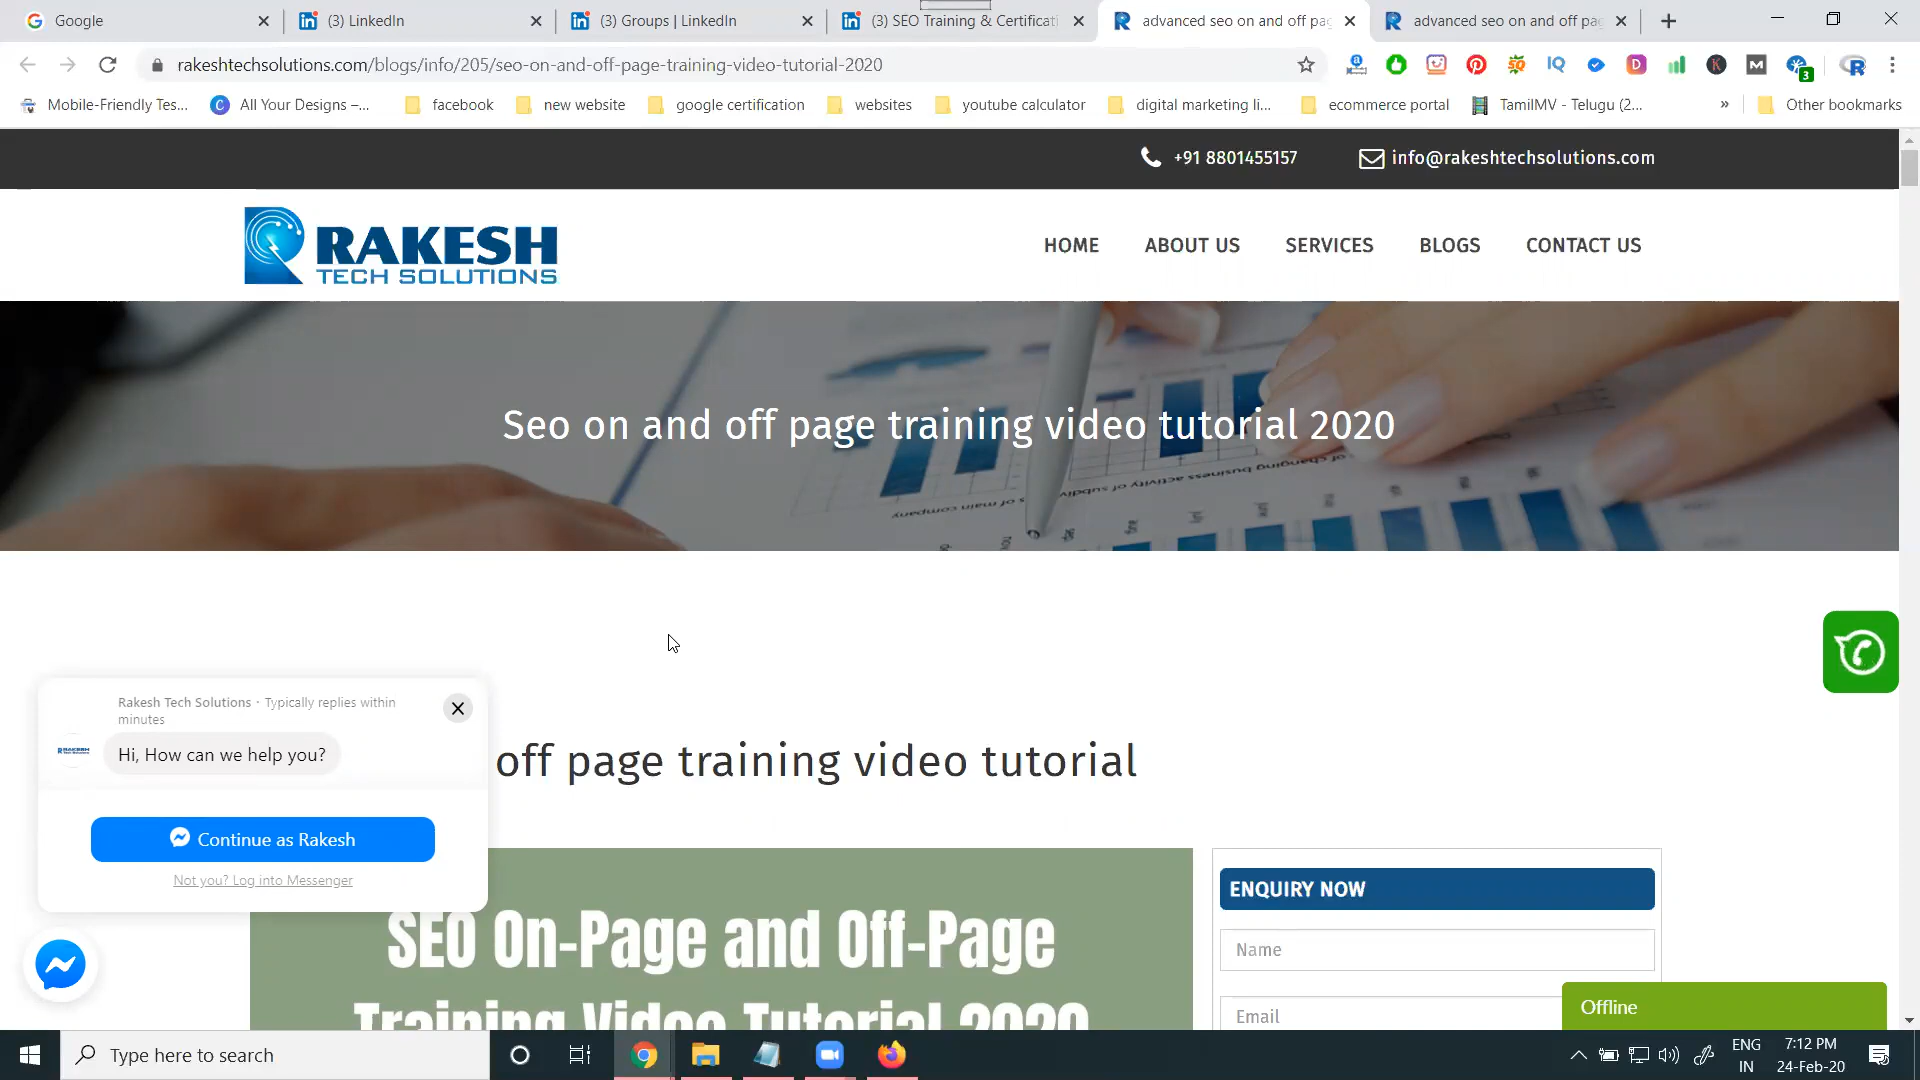 Google
(3) LinkedIn
(3) Groups | LinkedIn
(3) SEO Training & Certificati
advanced seo on and off pag
advanced seo on and off pag
rakeshtechsolutions.com/blogs/info/205/seo-on-and-off-page-training-video-tutorial-2020
3
Mobile-Friendly Tes...
All Your Designs –...
facebook
new website
google certification
websites
youtube calculator
digital marketing li...
ecommerce portal
TamilMV - Telugu (2...
»
Other bookmarks
+91 8801455157
info@rakeshtechsolutions.com
RAKESH
TECH SOLUTIONS
HOME
ABOUT US
SERVICES
BLOGS
CONTACT US
Seo on and off page training video tutorial 2020
Rakesh Tech Solutions · Typically replies within
minutes
Hi, How can we help you?
Continue as Rakesh
Not you? Log into Messenger
off page training video tutorial
SEO On-Page and Off-Page
Training Video Tutorial 2020
ENQUIRY NOW
Name
Email
Offline
Type here to search
ENG
IN
7:12 PM
24-Feb-20